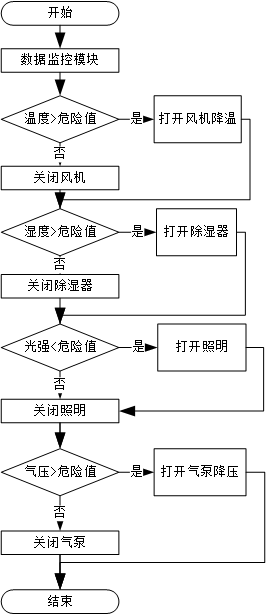 开始
数据监控模块
温度>危险值
是
打开风机降温
否
关闭风机
湿度>危险值
是
打开除湿器
否
关闭除湿器
光强<危险值
是
打开照明
否
关闭照明
气压>危险值
是
打开气泵降压
否
关闭气泵
结束